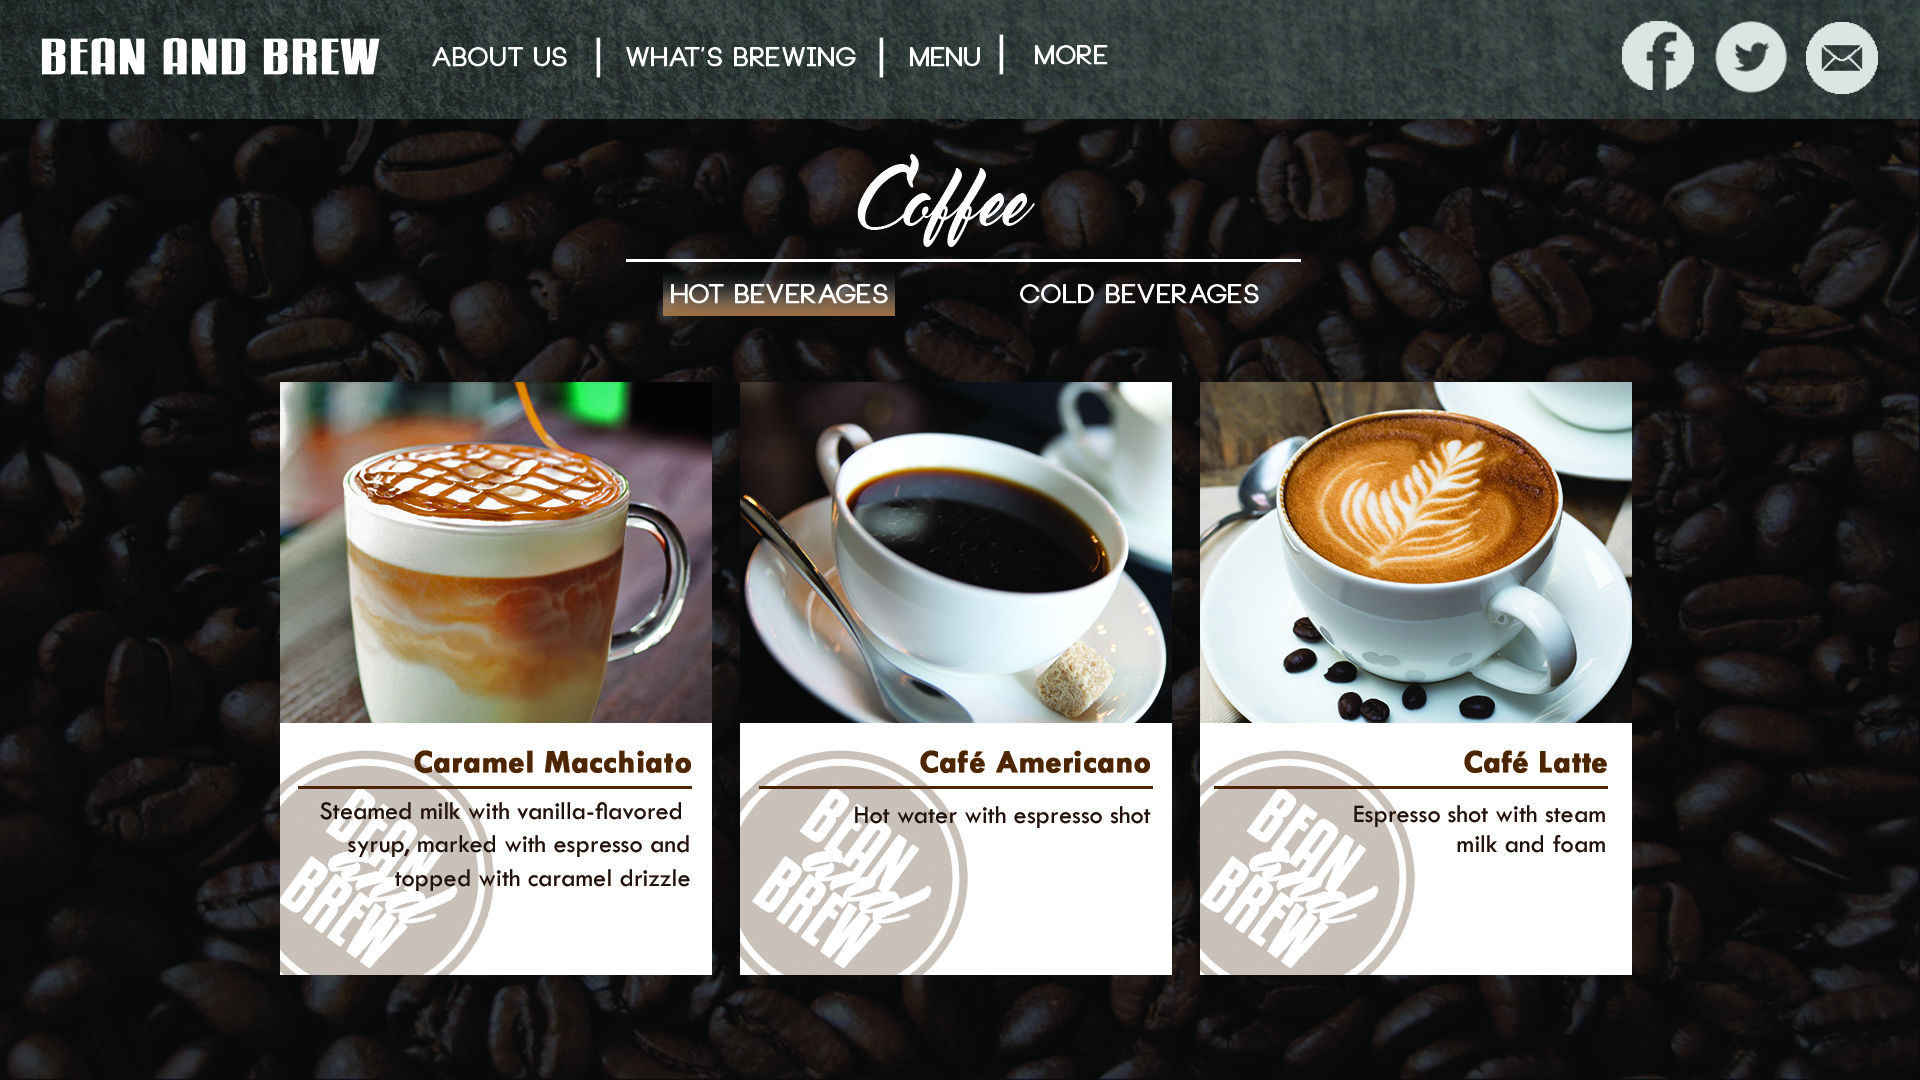 BEAN AND BREW
ABOUT US | WHAT'S BREWING | MENU | MORE
Coffee
HOT BEVERAGES
COLD BEVERAGES
Caramel Macchiato
Steamed milk with vanilla-flavored
syrup, marked with espresso and
topped with caramel drizzle
BEAN
and
BREW
Café Americano
Hot water with espresso shot
BEAN
and
BREW
Café Latte
Espresso shot with steam
milk and foam
BEAN
and
BREW